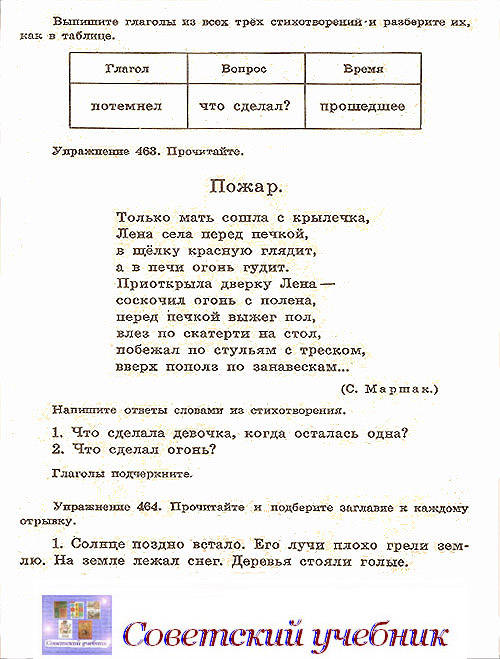 Выпишите глаголы из всех трёх стихотворений и разберите их,
как в таблице.
Глагол Вопрос Время
потемнел что сделал? прошедшее
Упражнение 463. Прочитайте.
Пожар.
Только мать сошла с крылечка,
Лена села перед печкой,
в щёлку красную глядит,
а в печи огонь гудит.
Приоткрыла дверку Лена —
соскочил огонь с полена,
перед печкой выжег пол,
влез по скатерти на стол,
побежал по стульям с треском,
вверх пополз по занавескам...
(С. Маршак.)
Напишите ответы словами из стихотворения.
1. Что сделала девочка, когда осталась одна?
2. Что сделал огонь?
Глаголы подчеркните.
Упражнение 464. Прочитайте и подберите заглавие к каждому
отрывку.
1. Солнце поздно встало. Его лучи плохо грели зем-
лю. На земле лежал снег. Деревья стояли голые.
Советский учебник
Советский учебник